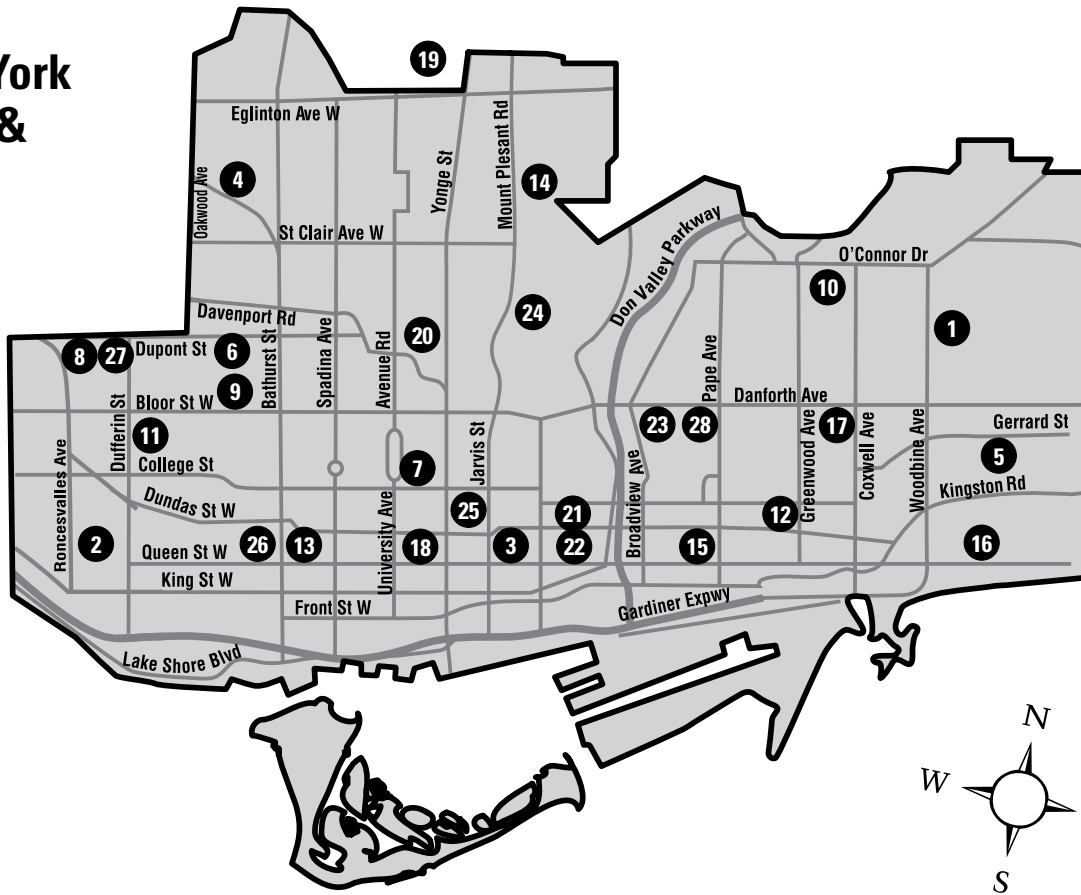 York
&
19
Eglinton Ave W
Mount Plesant Rd
Yonge St
Oakwood Ave
4
14
St Clair Ave W
Don Valley Parkway
O'Connor Dr
10
Davenport Rd
24
20
1
8
27
Dupont St
6
Bathurst St
Spadina Ave
Avenue Rd
Pape Ave
9
Danforth Ave
Bloor St W
Dufferin St
11
23
28
17
Gerrard St
Greenwood Ave
Coxwell Ave
Woodbine Ave
Roncesvalles Ave
College St
7
Jarvis St
5
Kingston Rd
Dundas St W
University Ave
25
21
Broadview Ave
12
2
Queen St W
26
13
18
3
22
15
16
King St W
Front St W
Gardiner Expwy
Lake Shore Blvd
N
W
S